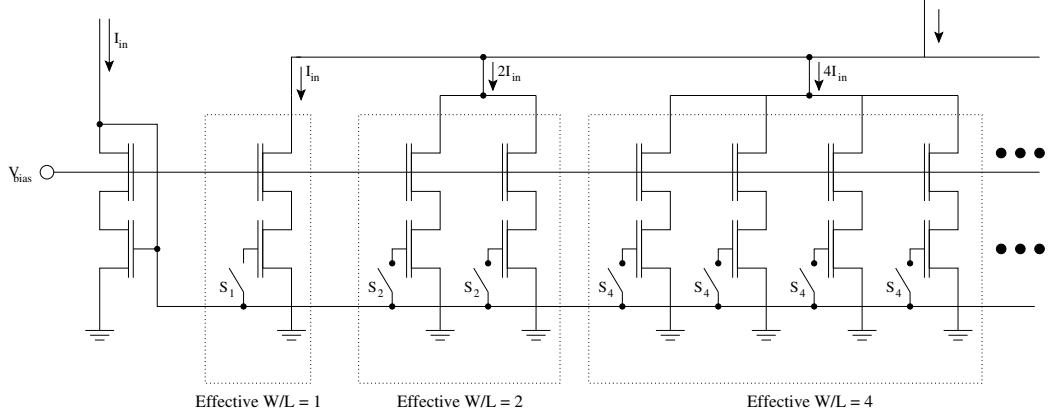 I_in
I_in
2I_in
4I_in
V_bias
S_1
S_2
S_2
S_4
S_4
S_4
S_4
Effective W/L = 1
Effective W/L = 2
Effective W/L = 4